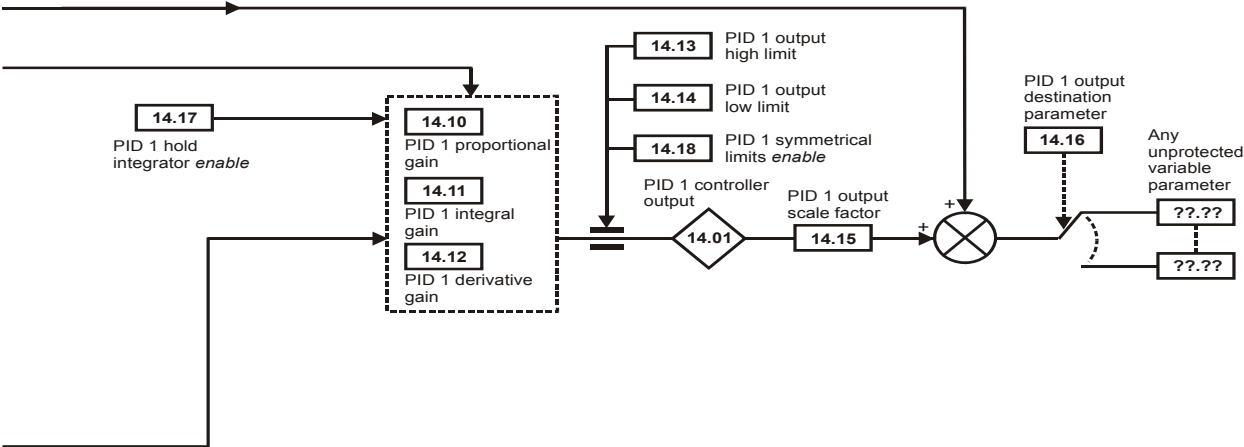 14.13
PID 1 output
high limit
14.14
PID 1 output
low limit
14.18
PID 1 symmetrical
limits enable
14.17
PID 1 hold
integrator enable
14.10
PID 1 proportional
gain
14.11
PID 1 integral
gain
14.12
PID 1 derivative
gain
PID 1 controller
output
14.01
PID 1 output
scale factor
14.15
+
+
PID 1 output
destination
parameter
14.16
Any
unprotected
variable
parameter
??.??
??.??